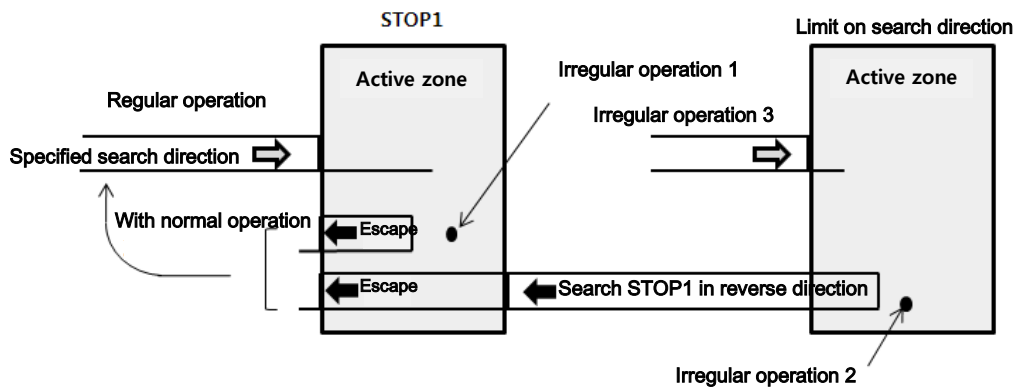 STOP1
Limit on search direction
Active zone
Active zone
Irregular operation 1
Regular operation
Irregular operation 3
Specified search direction
With normal operation
Escape
Escape
Search STOP1 in reverse direction
Irregular operation 2